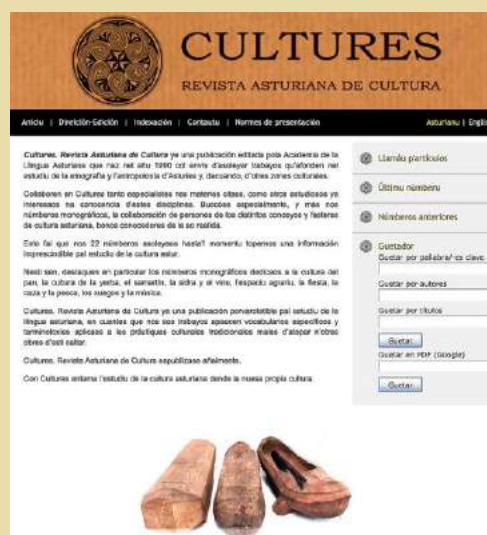 CULTURES
REVISTA ASTURIANA DE CULTURA
Aniciu | Direición-Edición | Indexación | Contautu | Normes de presentación
Asturianu | Englis
Cultures. Revista Asturiana de Cultura ye una publicación editada pola Academia de la
Llingua Asturiana que naz nel añu 1990 col envís d'asoleyar trabayos qu'afonden nel
estudiu de la etnografía y l'antropoloxía d'Asturies y, dacuando, d'otres zones culturales.
Collaboren en Cultures tanto especialistes nes materies citaes, como otros estudiosos ya
interesaos na conocencia d'estes disciplines. Búscase especialmente, y más nos
númberos monográficos, la collaboración de persones de los distintos conceyos y fasteres
de cultura asturiana, bonos conocedores de la so realidá.
Esto fai que nos 22 númberos asoleyaos hasta'l momentu topemos una información
imprescindible pal estudiu de la cultura astur.
Nesti sen, destaquen en particular los númberos monográficos dedicaos a la cultura del
pan, la cultura de la yerba, el samartín, la sidra y el vinu, l'espaciu agrariu, la fiesta, la
caza y la pesca, los xuegos y la música.
Cultures. Revista Asturiana de Cultura ye una publicación perveratible pal estudiu de la
llingua asturiana, en cuantes que nos sos trabayos apaecen vocabularios específicos y
terminoloxíes aplicaes a les práutiques culturales tradicionales males d'atopar n'otres
obres d'esti calter.
Cultures. Revista Asturiana de Cultura espublízase añalmente.
Con Cultures entama l'estudiu de la cultura asturiana dende la nuesa propia cultura.
Llamáu p'artículos
Últimu númberu
Númberos anteriores
Guetador
Guetar por pallabra/-es clave
Guetar por autores
Guetar por títulos
Guetar
Guetar en PDF (Google)
Guetar